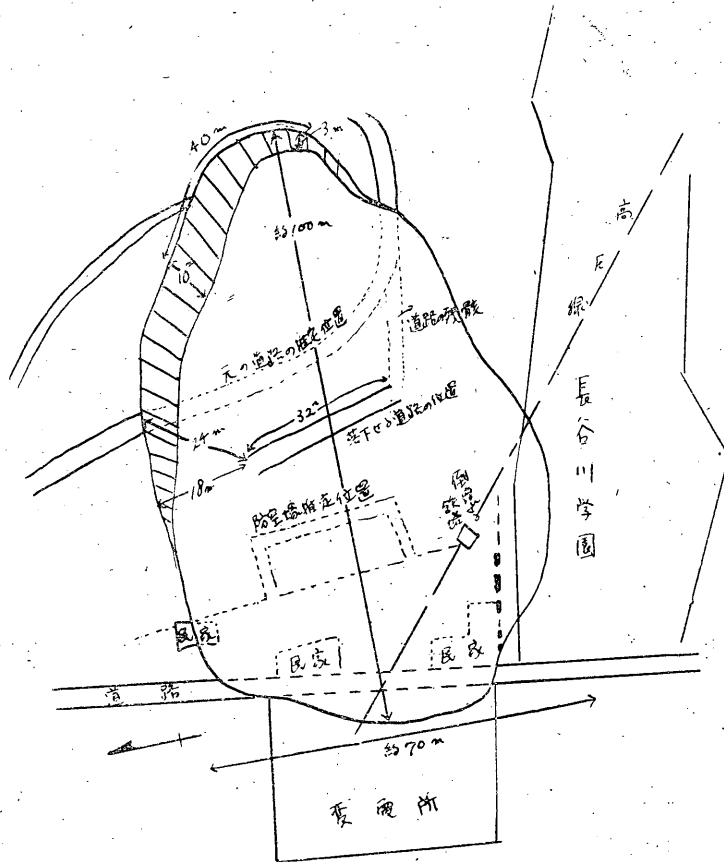 40m
3m
約100m
10m
元の道路の推定位置
道路の残骸
32m
24m
落下せる道路の位置
18m
防空壕推定位置
高圧線
長谷川学園
民家
民家
民家
道路
約70m
変電所